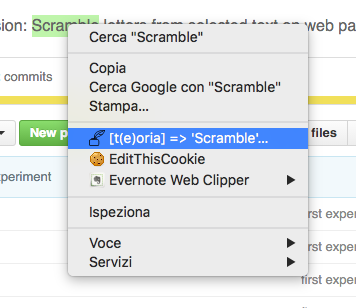 sion: Scramble letters from selected text on web pa
Cerca "Scramble"
commits
Copia
Cerca Google con "Scramble"
Stampa...
New p
[t(e)oria] => 'Scramble'...
files
EditThisCookie
periment
first exper
Evernote Web Clipper
Ispeziona
first exper
Voce
first exper
Servizi
first exper